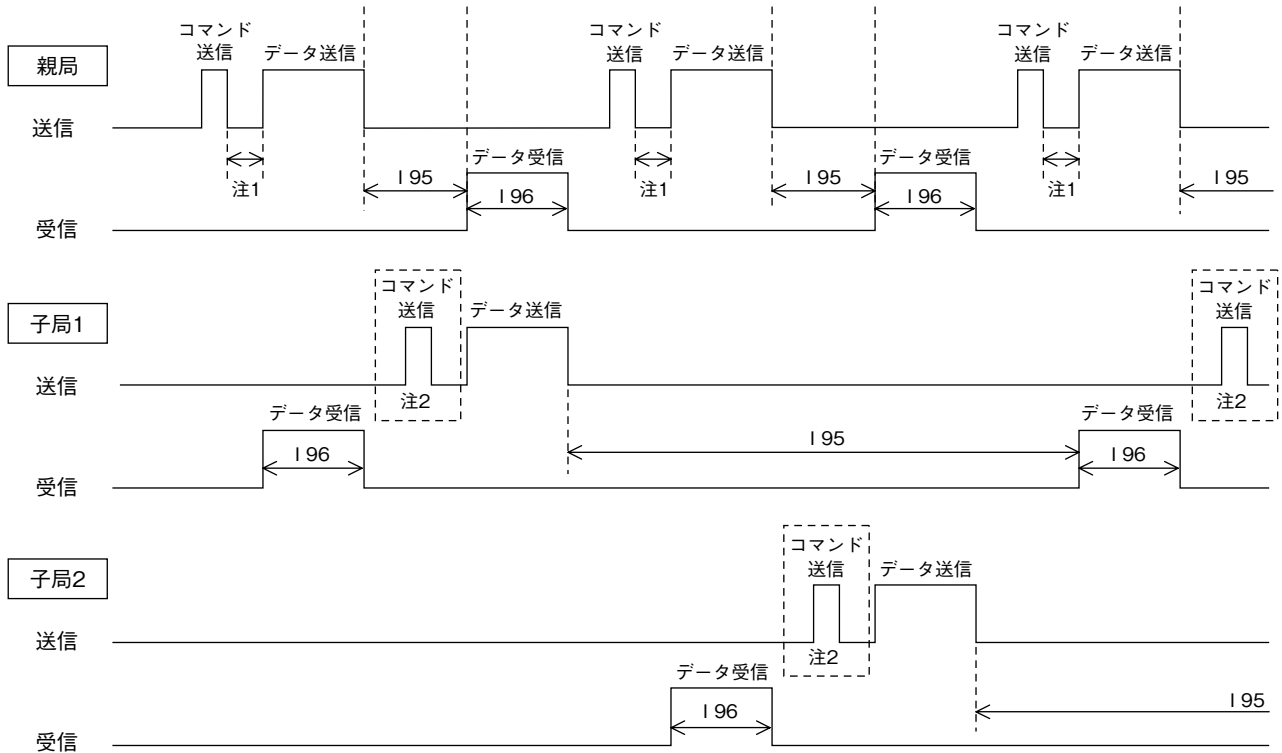 コマンド
送信
データ送信
コマンド
送信
データ送信
コマンド
送信
データ送信
親局
送信
注1
I 95
データ受信
I 96
注1
I 95
データ受信
I 96
注1
I 95
受信
コマンド
送信
データ送信
コマンド
送信
子局1
送信
注2
注2
データ受信
I 96
I 95
データ受信
I 96
受信
コマンド
送信
データ送信
子局2
送信
注2
データ受信
I 96
I 95
受信